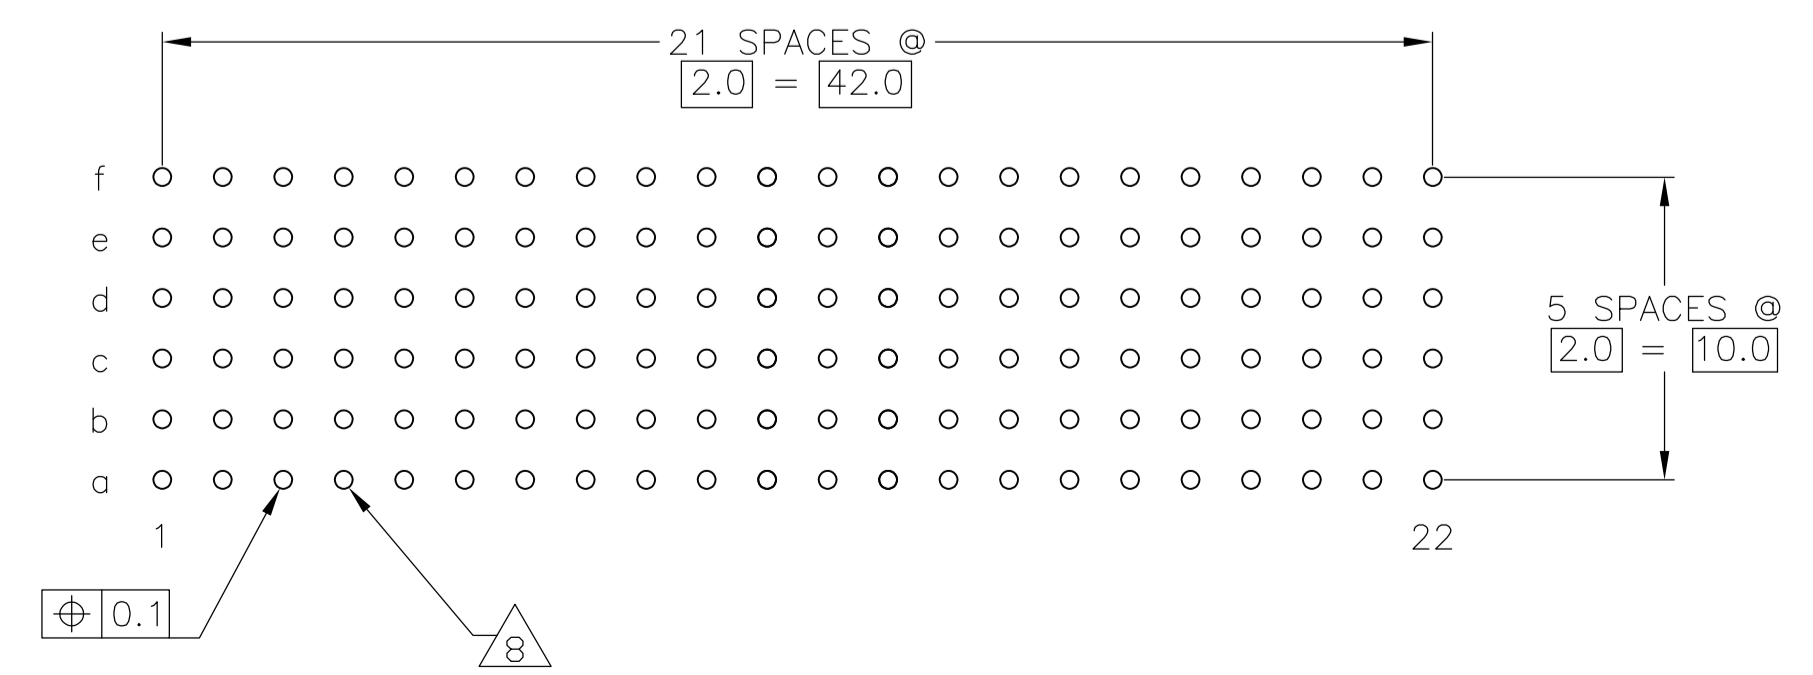 21 SPACES @
2.0 = 42.0
f
e
d
c
b
a
5 SPACES @
2.0 = 10.0
1
22
⌖ 0.1
8